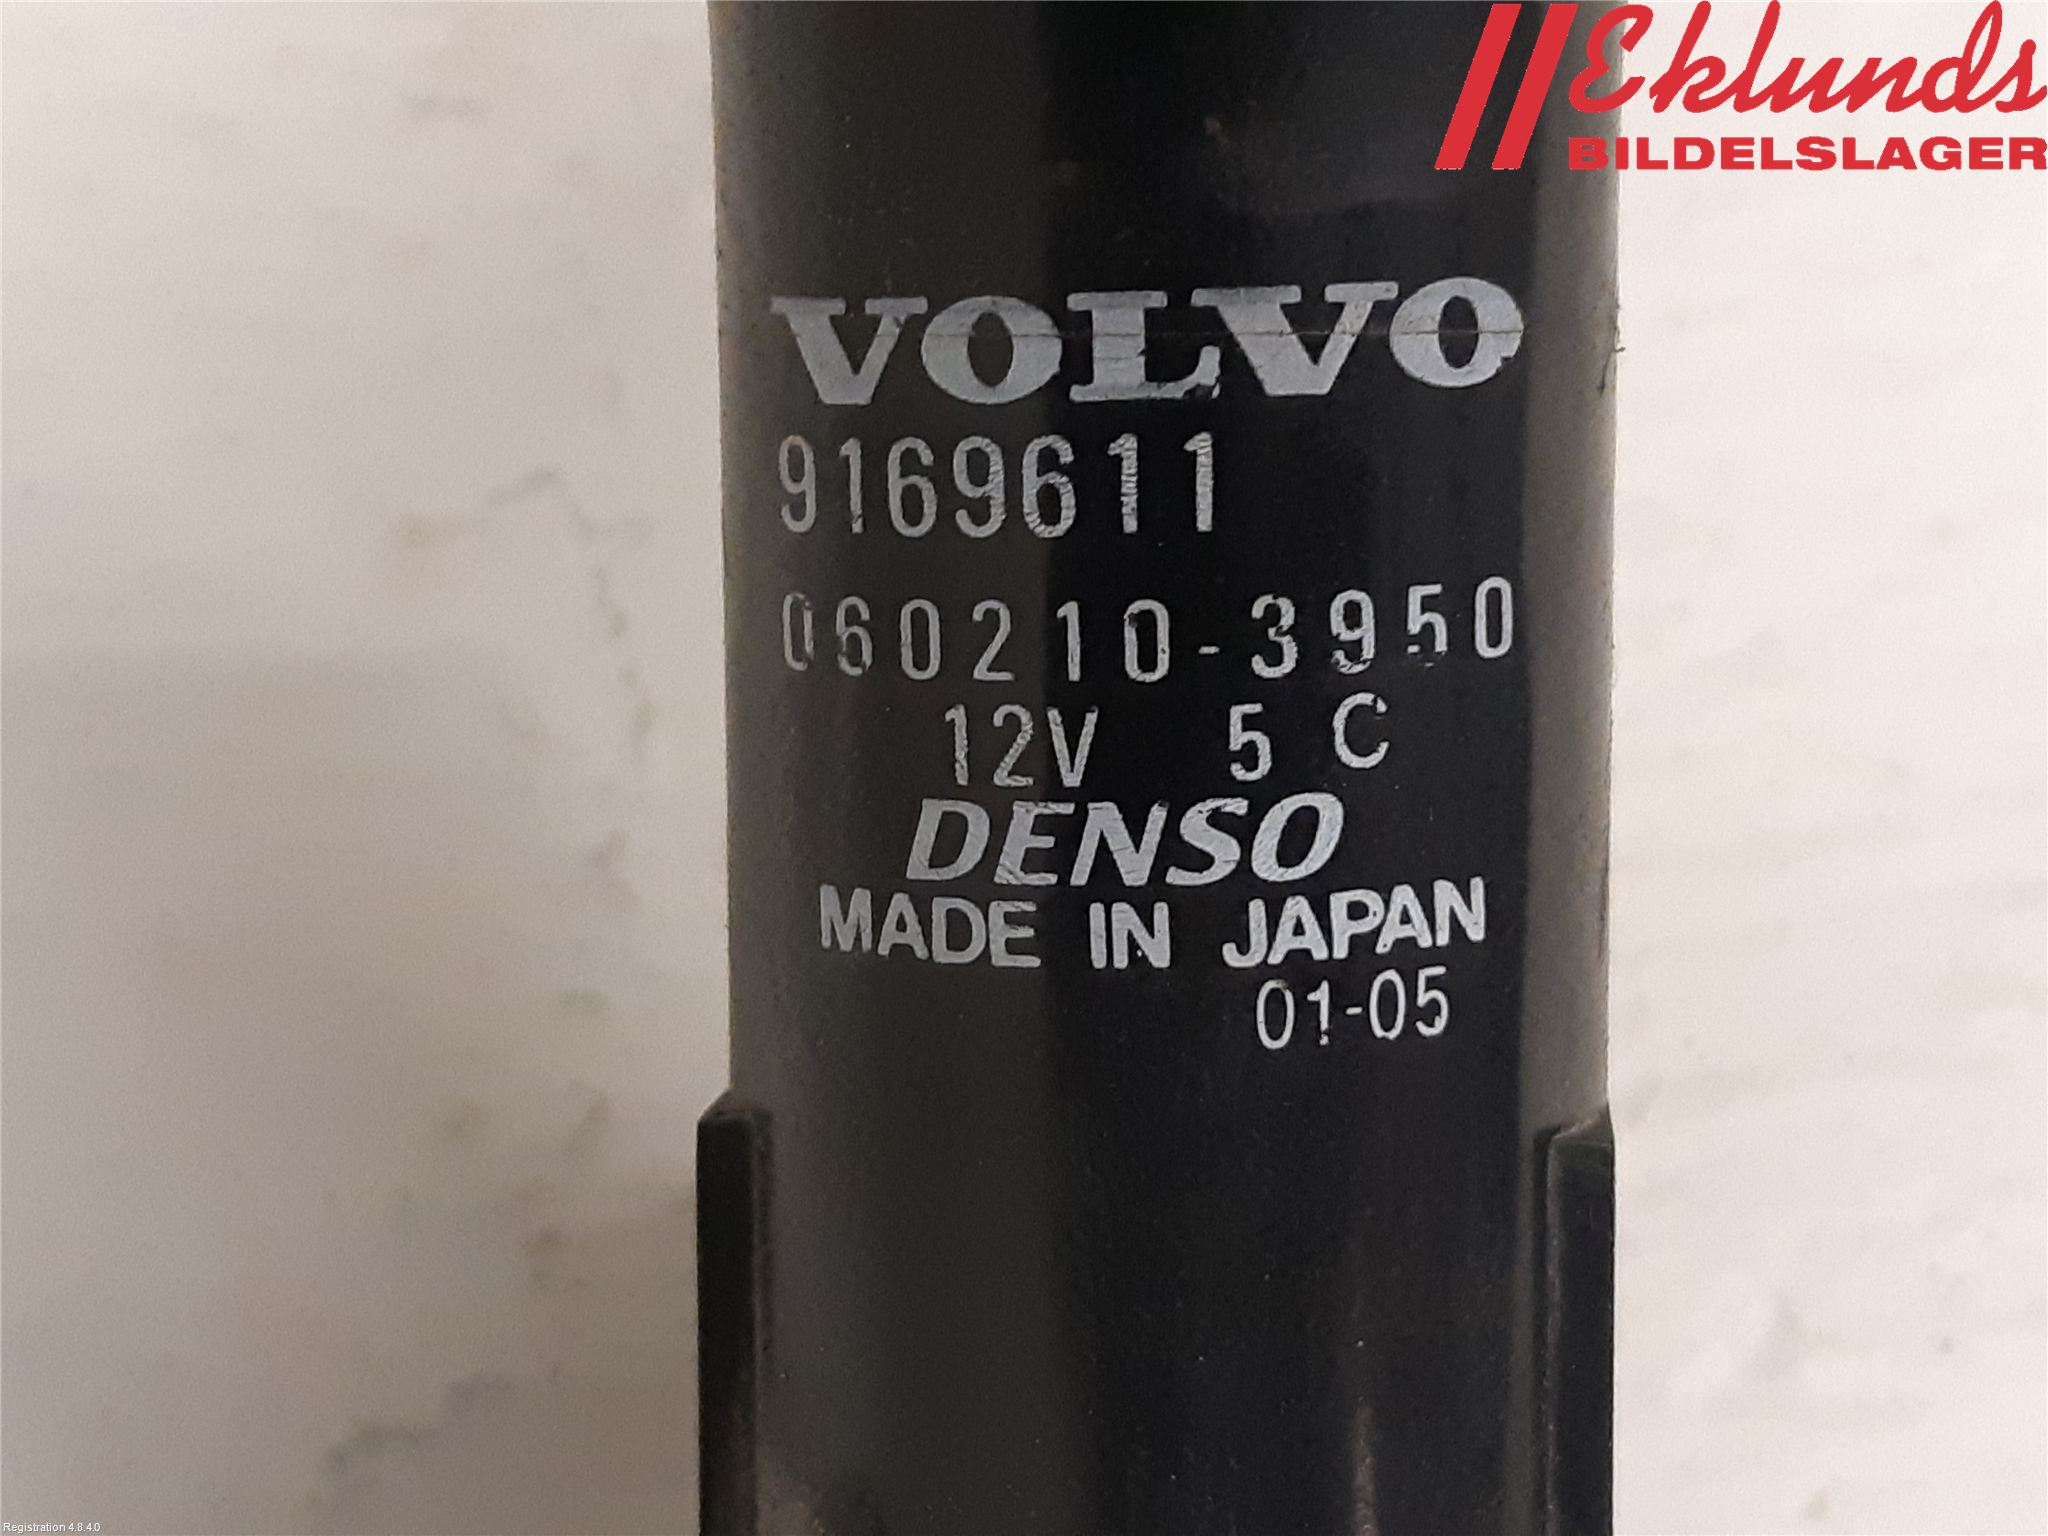 Eklunds
BILDELSLAGER
VOLVO
9169611
060210-3950
12V 5 C
DENSO
MADE IN JAPAN
01-05
Registration 4.8.4.0